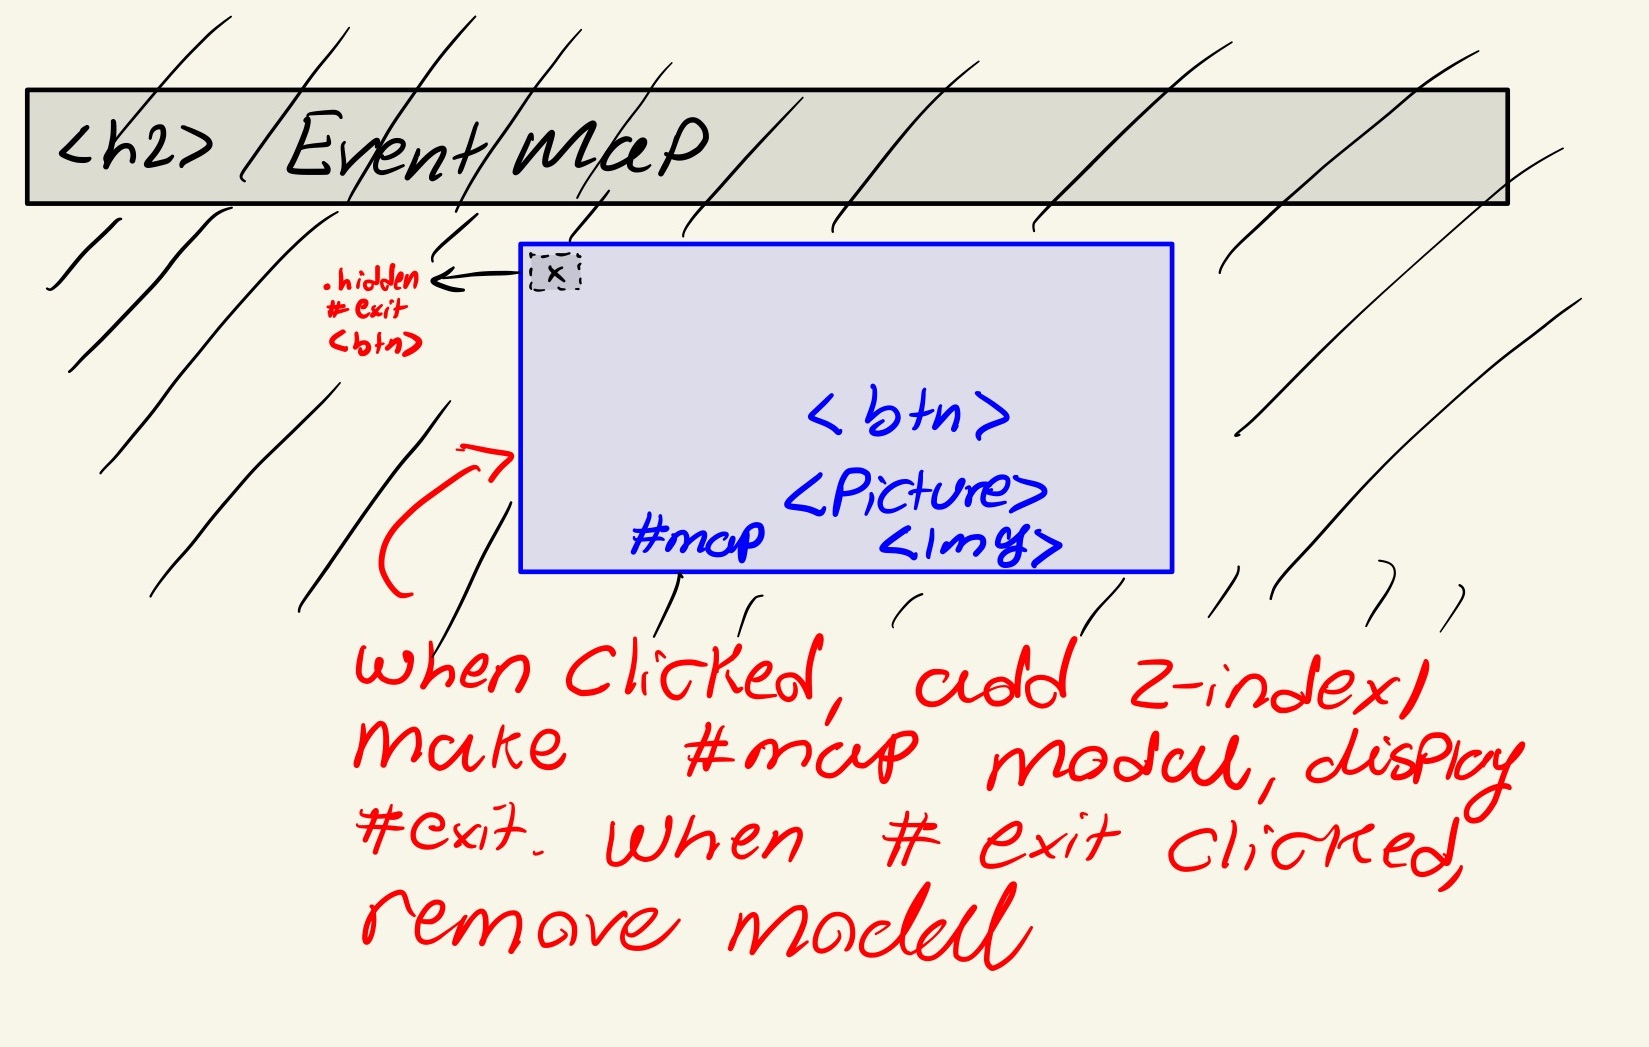 <h2> Event Map
x
.hidden
#exit
<btn>
<btn>
<Picture>
#map <img>
when clicked, add z-index,
make #map modal, display
#exit. When #exit clicked,
remove modal